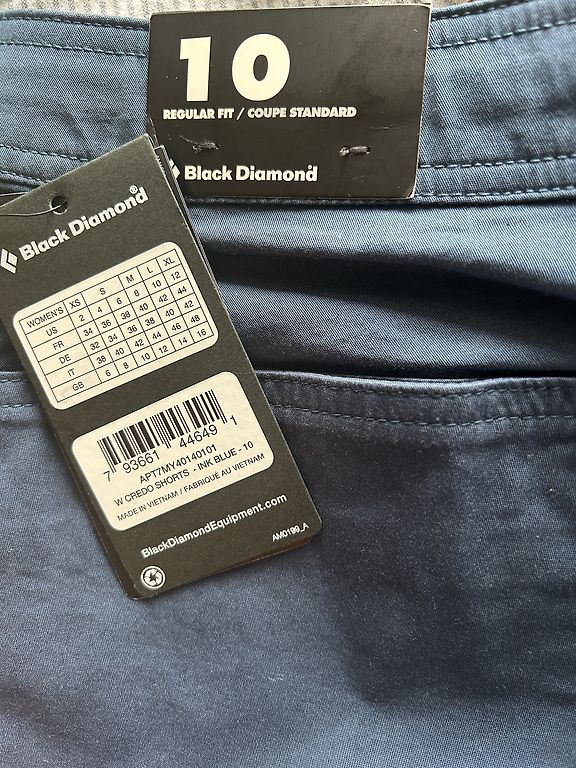 10
REGULAR FIT / COUPE STANDARD
Black Diamond
Black Diamond®
WOMEN'S XS S M L XL
US 2 4 6 8 10 12
FR 34 36 38 40 42 44
DE 32 34 36 38 40 42
IT 38 40 42 44 46 48
GB 6 8 10 12 14 16
7 93661 44649 1
APT7MY40140101
W CREDO SHORTS - INK BLUE - 10
MADE IN VIETNAM / FABRIQUÉ AU VIETNAM
BlackDiamondEquipment.com
AM0199_A